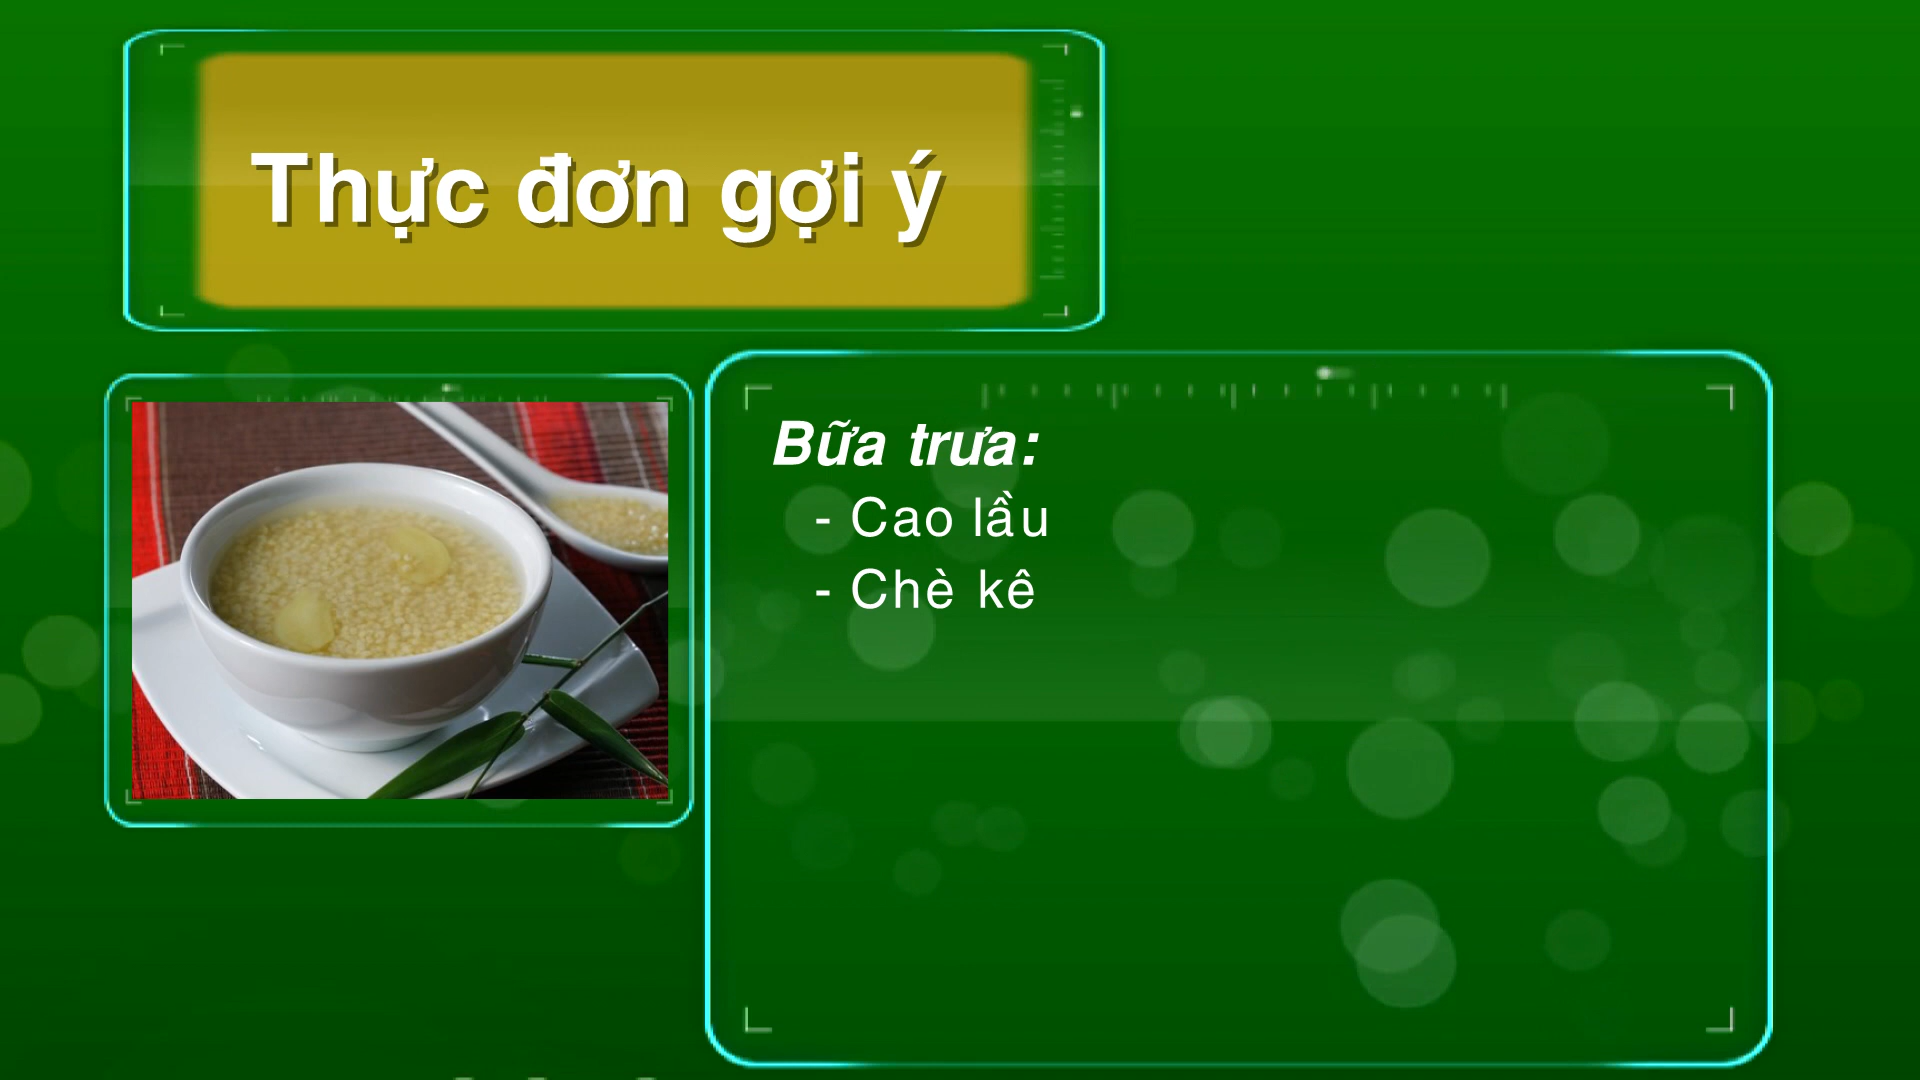 Thực đơn gợi ý
Bữa trưa:
- Cao lầu
- Chè kê